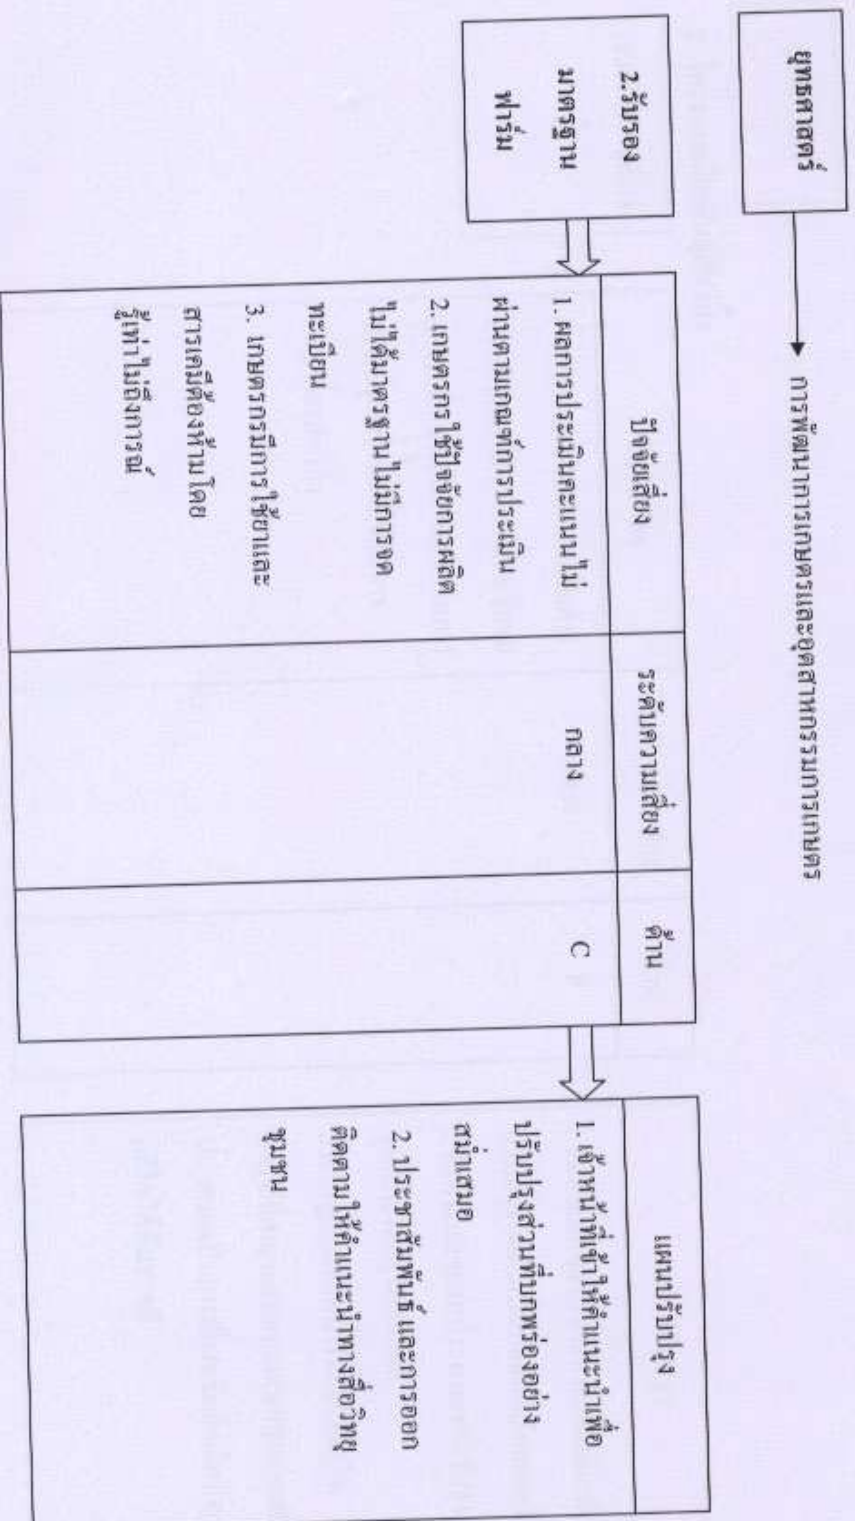 ยุทธศาสตร์
การพัฒนาการเกษตรและอุตสาหกรรมการเกษตร
2.รับรอง
มาตรฐาน
ฟาร์ม
ปัจจัยเสี่ยง
1. ผลการประเมินคะแนนไม่
ผ่านตามเกณฑ์การประเมิน
2. เกษตรกรใช้ปัจจัยการผลิต
ไม่ได้มาตรฐานไม่มีการจด
ทะเบียน
3. เกษตรกรมีการใช้ยาและ
สารเคมีต้องห้ามโดย
รู้เท่าไม่ถึงการณ์
ระดับความเสี่ยง
กลาง
ด้าน
C
แผนปรับปรุง
1. เจ้าหน้าที่เข้าให้คำแนะนำเพื่อ
ปรับปรุงส่วนที่บกพร่องอย่าง
สม่ำเสมอ
2. ประชาสัมพันธ์ และการออก
ติดตามให้คำแนะนำทางสื่อวิทยุ
ชุมชน